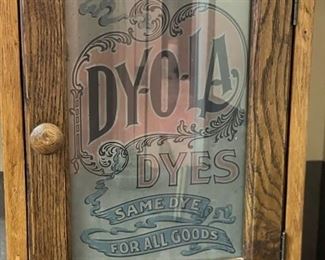 DY-O-LA
DYES
SAME DYE
FOR ALL GOODS